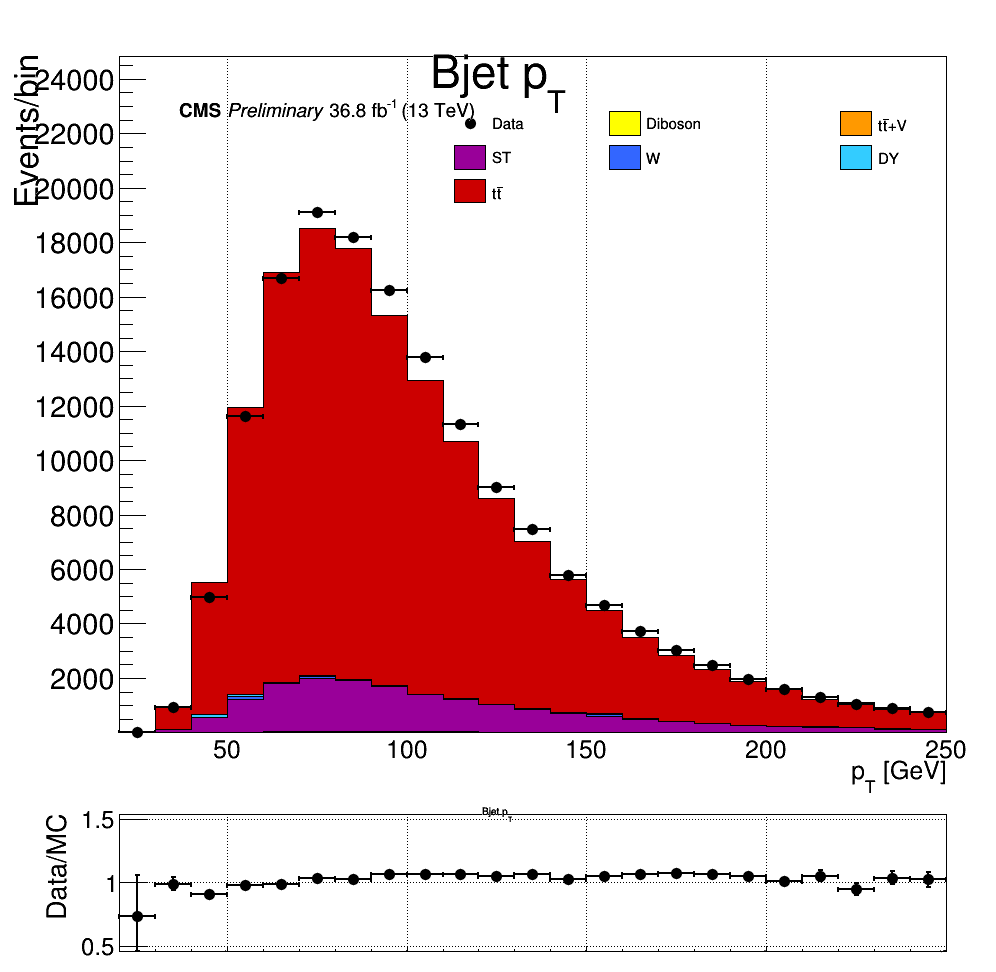 Bjet p_T
CMS Preliminary 36.8 fb⁻¹ (13 TeV)
Events/bin
Data
Diboson
tt̄+V
ST
W
DY
tt̄
24000
22000
20000
18000
16000
14000
12000
10000
8000
6000
4000
2000
50 100 150 200 250
p_T [GeV]
Bjet p_T
Data/MC
1.5
1
0.5